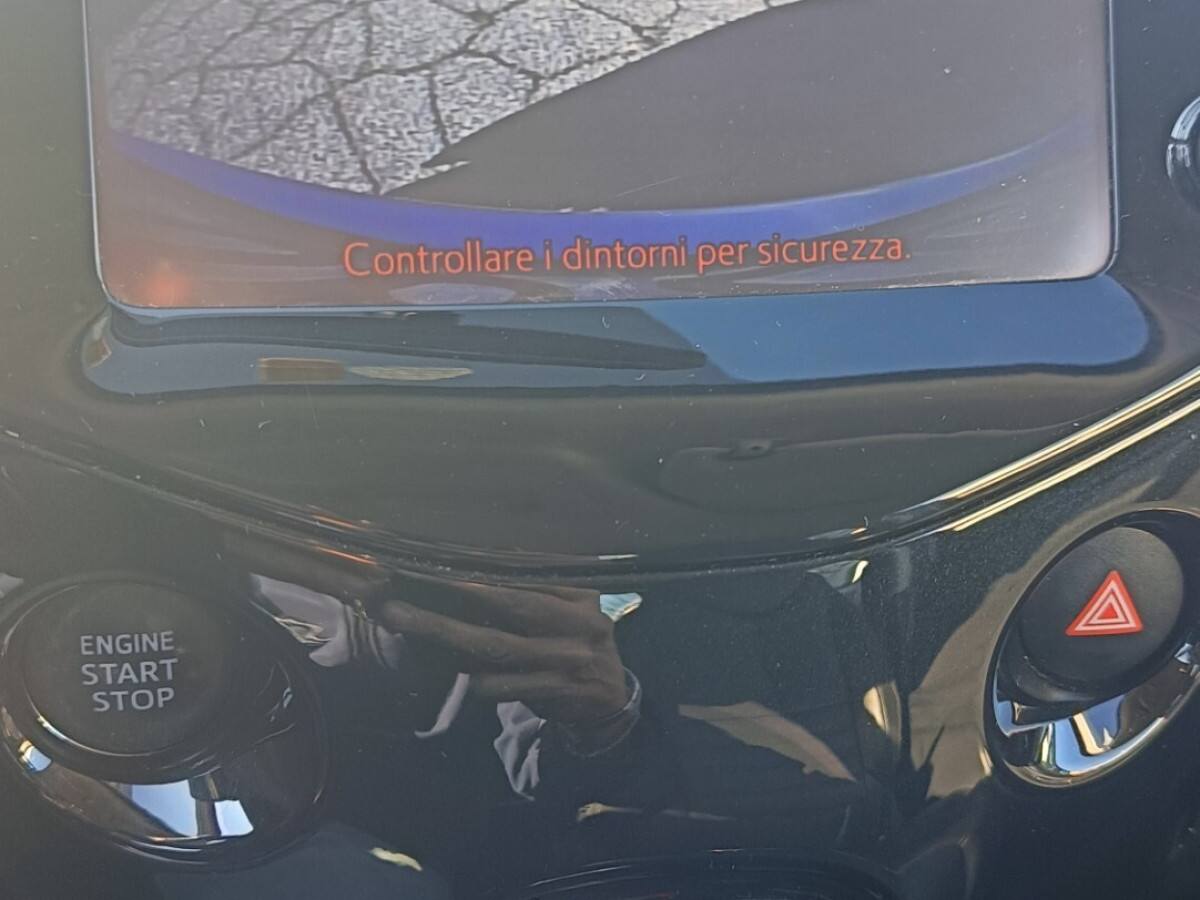 Controllare i dintorni per sicurezza.
ENGINE
START
STOP